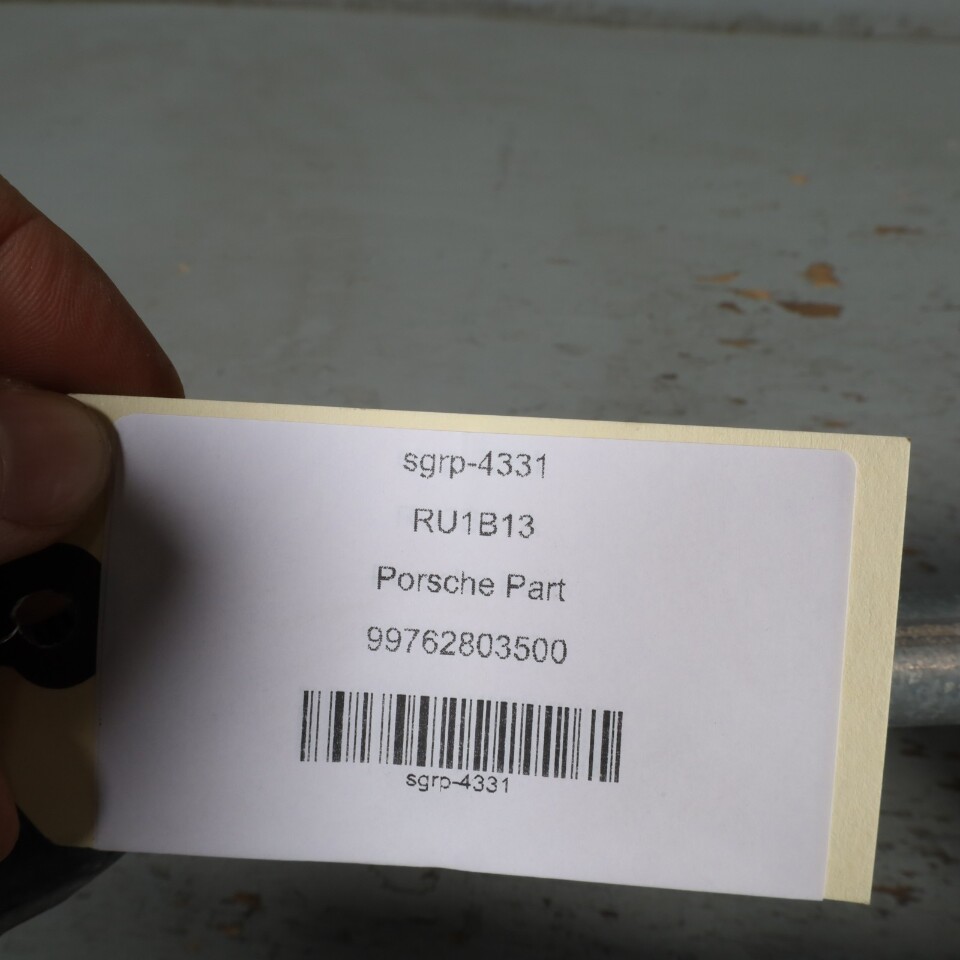 sgrp-4331
RU1B13
Porsche Part
99762803500
sgrp-4331